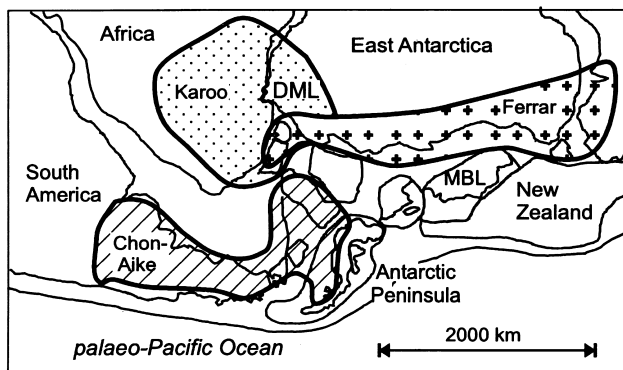 Africa
East Antarctica
Karoo
DML
Ferrar
South
America
MBL
New
Zealand
Chon-
Aike
Antarctic
Peninsula
2000 km
palaeo-Pacific Ocean